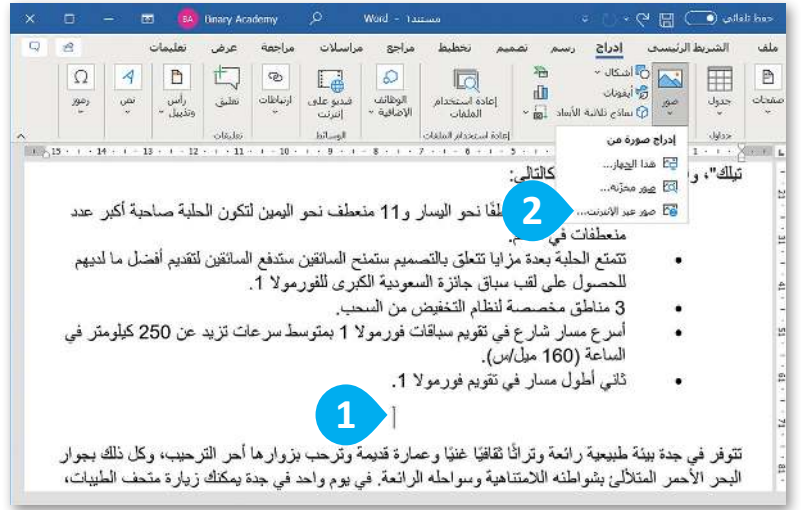 حفظ تلقائي
مستند1 - Word
Binary Academy
BA
ملف
الشريط الرئيسي
إدراج
رسم
تصميم
تخطيط
مراجع
مراسلات
مراجعة
عرض
تعليمات
صفحات
جدول
صور
أشكال
أيقونات
نماذج ثلاثية الأبعاد
إعادة استخدام الملفات
الوظائف الإضافية
فيديو على إنترنت
ارتباطات
تعليق
رأس وتذييل
نص
رموز
جداول
إعادة استخدام الملفات
الوسائط
تعليقات
إدراج صورة من
هذا الجهاز...
صور مخزنة...
صور عبر الإنترنت...
2
كالتالي:
نحو اليسار و11 منعطف نحو اليمين لتكون الحلبة صاحبة أكبر عدد
منعطفات في
• تتمتع الحلبة بعدة مزايا تتعلق بالتصميم ستمنح السائقين ستدفع السائقين لتقديم أفضل ما لديهم
للحصول على لقب سباق جائزة السعودية الكبرى للفورمولا 1.
• 3 مناطق مخصصة لنظام التخفيض من السحب.
• أسرع مسار شارع في تقويم سباقات فورمولا 1 بمتوسط سرعات تزيد عن 250 كيلومتر في
الساعة (160 ميل/س).
• ثاني أطول مسار في تقويم فورمولا 1.
1
تتوفر في جدة بيئة طبيعية رائعة وتراثًا ثقافيًا غنيًا وعمارة قديمة وترحب بزوارها أحر الترحيب، وكل ذلك بجوار
البحر الأحمر المتلألئ بشواطئه اللامتناهية وسواحله الرائعة. في يوم واحد في جدة يمكنك زيارة متحف الطيبات،